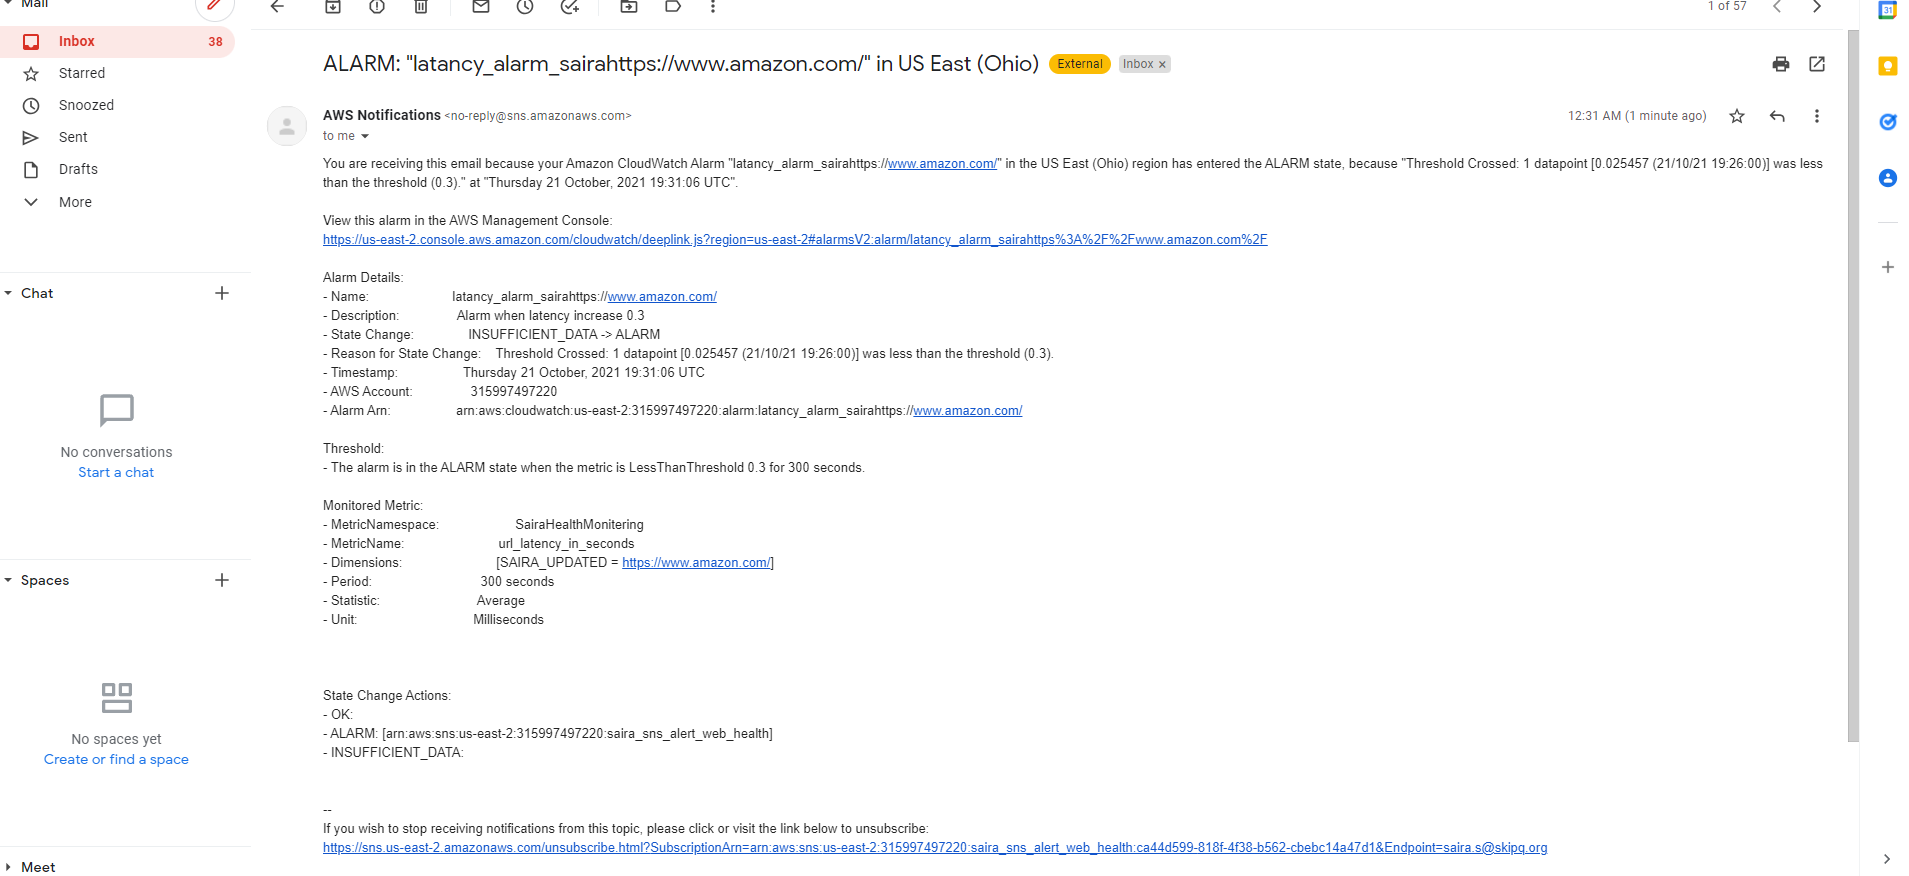 Mail
1 of 57
Inbox 38
Starred
Snoozed
Sent
Drafts
More
Chat
No conversations
Start a chat
Spaces
No spaces yet
Create or find a space
Meet
ALARM: "latancy_alarm_sairahttps://www.amazon.com/" in US East (Ohio) External Inbox x
AWS Notifications <no-reply@sns.amazonaws.com> 12:31 AM (1 minute ago)
to me
You are receiving this email because your Amazon CloudWatch Alarm "latancy_alarm_sairahttps://www.amazon.com/" in the US East (Ohio) region has entered the ALARM state, because "Threshold Crossed: 1 datapoint [0.025457 (21/10/21 19:26:00)] was less
than the threshold (0.3)." at "Thursday 21 October, 2021 19:31:06 UTC".
View this alarm in the AWS Management Console:
https://us-east-2.console.aws.amazon.com/cloudwatch/deeplink.js?region=us-east-2#alarmsV2:alarm/latancy_alarm_sairahttps%3A%2F%2Fwww.amazon.com%2F
Alarm Details:
- Name: latancy_alarm_sairahttps://www.amazon.com/
- Description: Alarm when latency increase 0.3
- State Change: INSUFFICIENT_DATA -> ALARM
- Reason for State Change: Threshold Crossed: 1 datapoint [0.025457 (21/10/21 19:26:00)] was less than the threshold (0.3).
- Timestamp: Thursday 21 October, 2021 19:31:06 UTC
- AWS Account: 315997497220
- Alarm Arn: arn:aws:cloudwatch:us-east-2:315997497220:alarm:latancy_alarm_sairahttps://www.amazon.com/
Threshold:
- The alarm is in the ALARM state when the metric is LessThanThreshold 0.3 for 300 seconds.
Monitored Metric:
- MetricNamespace: SairaHealthMonitering
- MetricName: url_latency_in_seconds
- Dimensions: [SAIRA_UPDATED = https://www.amazon.com/]
- Period: 300 seconds
- Statistic: Average
- Unit: Milliseconds
State Change Actions:
- OK:
- ALARM: [arn:aws:sns:us-east-2:315997497220:saira_sns_alert_web_health]
- INSUFFICIENT_DATA:
--
If you wish to stop receiving notifications from this topic, please click or visit the link below to unsubscribe:
https://sns.us-east-2.amazonaws.com/unsubscribe.html?SubscriptionArn=arn:aws:sns:us-east-2:315997497220:saira_sns_alert_web_health:ca44d599-818f-4f38-b562-cbebc14a47d1&Endpoint=saira.s@skipq.org
31